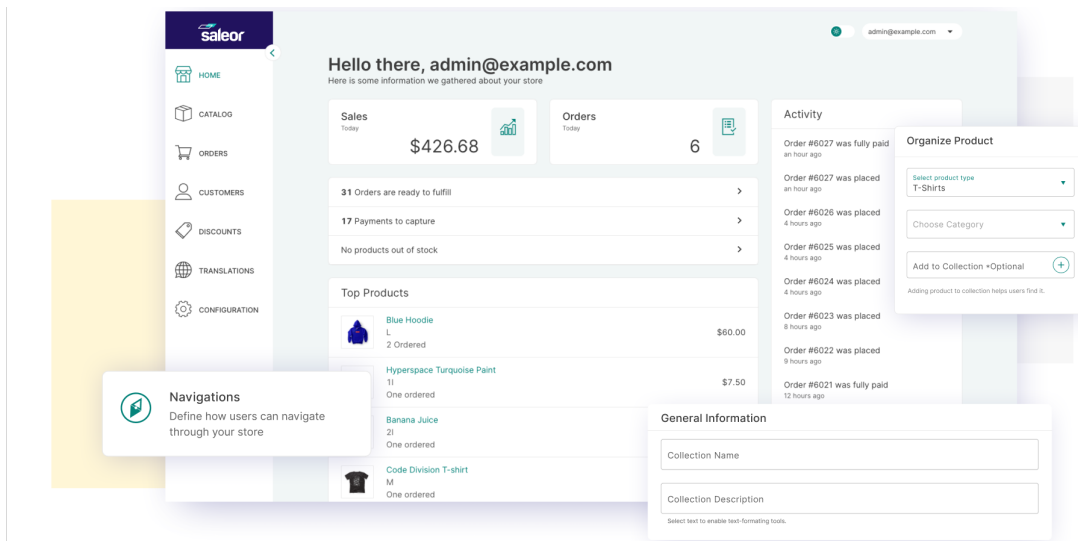 saleor
admin@example.com
HOME
CATALOG
ORDERS
CUSTOMERS
DISCOUNTS
TRANSLATIONS
CONFIGURATION
Hello there, admin@example.com
Here is some information we gathered about your store
Sales
Today
$426.68
Orders
Today
6
31 Orders are ready to fulfill
17 Payments to capture
No products out of stock
Top Products
Blue Hoodie
L
2 Ordered
$60.00
Hyperspace Turquoise Paint
1l
One ordered
$7.50
Banana Juice
2l
One ordered
Code Division T-shirt
M
One ordered
Activity
Order #6027 was fully paid
an hour ago
Order #6027 was placed
an hour ago
Order #6026 was placed
4 hours ago
Order #6025 was placed
4 hours ago
Order #6024 was placed
4 hours ago
Order #6023 was placed
8 hours ago
Order #6022 was placed
9 hours ago
Order #6021 was fully paid
12 hours ago
Organize Product
Select product type
T-Shirts
Choose Category
Add to Collection *Optional
Adding product to collection helps users find it.
Navigations
Define how users can navigate
through your store
General Information
Collection Name
Collection Description
Select text to enable text-formating tools.